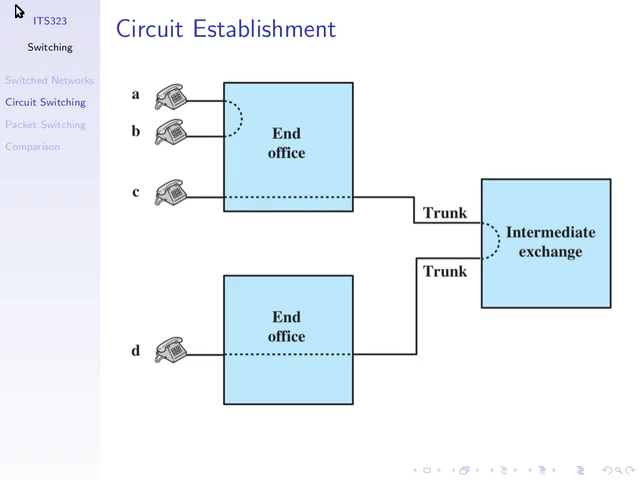 ITS323
Switching
Switched Networks
Circuit Switching
Packet Switching
Comparison
Circuit Establishment
a
b
c
d
End
office
End
office
Trunk
Trunk
Intermediate
exchange